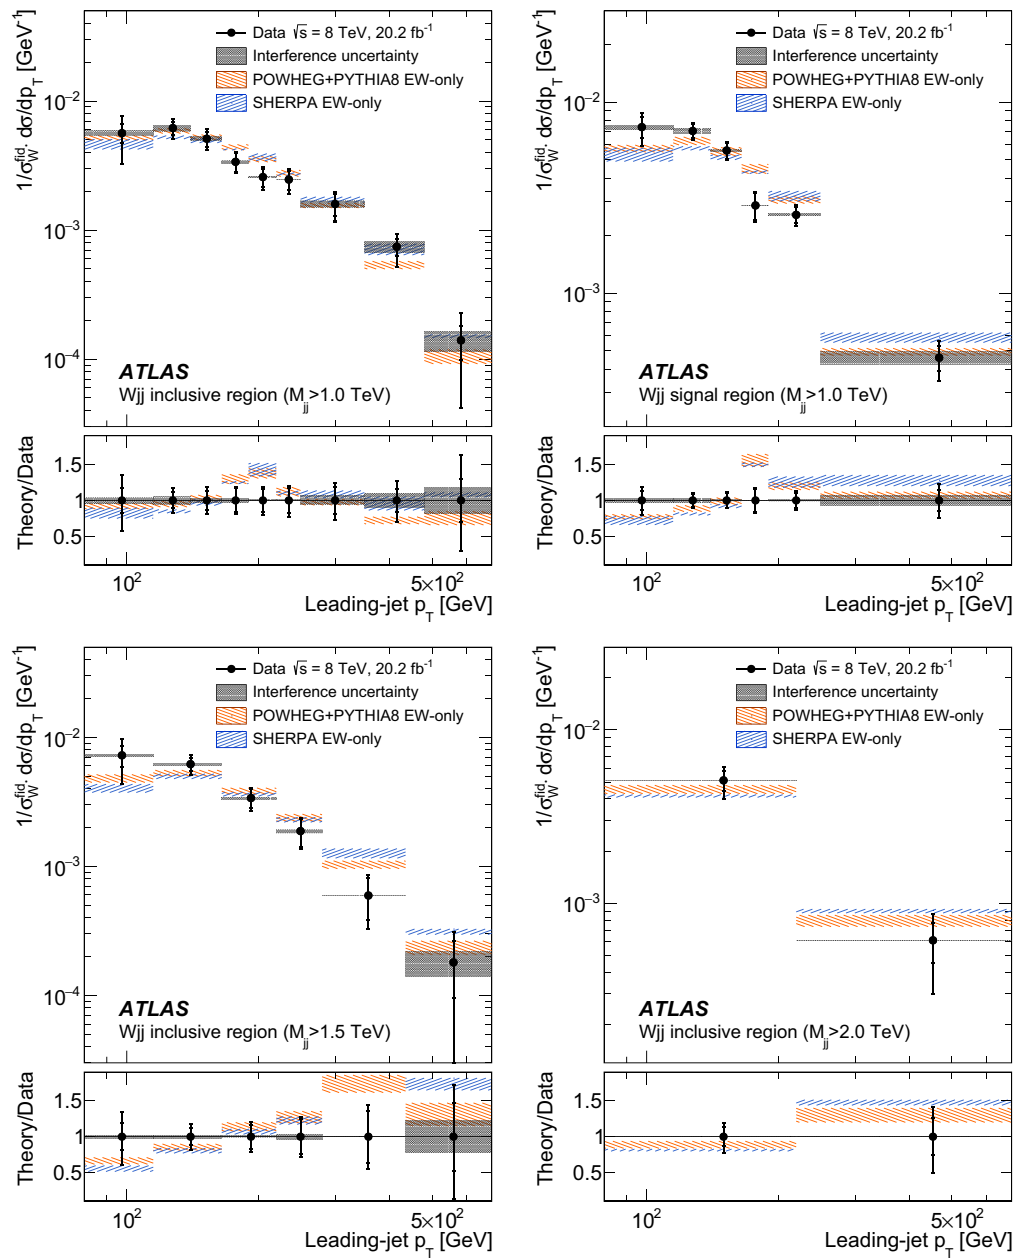 1/σ_W^fid. dσ/dp_T [GeV⁻¹]
Data √s = 8 TeV, 20.2 fb⁻¹
Interference uncertainty
POWHEG+PYTHIA8 EW-only
SHERPA EW-only
10⁻²
10⁻³
10⁻⁴
ATLAS
Wjj inclusive region (M_jj>1.0 TeV)
Theory/Data
1.5
1
0.5
10²
5×10²
Leading-jet p_T [GeV]
1/σ_W^fid. dσ/dp_T [GeV⁻¹]
Data √s = 8 TeV, 20.2 fb⁻¹
Interference uncertainty
POWHEG+PYTHIA8 EW-only
SHERPA EW-only
10⁻²
10⁻³
ATLAS
Wjj signal region (M_jj>1.0 TeV)
Theory/Data
1.5
1
0.5
10²
5×10²
Leading-jet p_T [GeV]
1/σ_W^fid. dσ/dp_T [GeV⁻¹]
Data √s = 8 TeV, 20.2 fb⁻¹
Interference uncertainty
POWHEG+PYTHIA8 EW-only
SHERPA EW-only
10⁻²
10⁻³
10⁻⁴
ATLAS
Wjj inclusive region (M_jj>1.5 TeV)
Theory/Data
1.5
1
0.5
10²
5×10²
Leading-jet p_T [GeV]
1/σ_W^fid. dσ/dp_T [GeV⁻¹]
Data √s = 8 TeV, 20.2 fb⁻¹
Interference uncertainty
POWHEG+PYTHIA8 EW-only
SHERPA EW-only
10⁻²
10⁻³
ATLAS
Wjj inclusive region (M_jj>2.0 TeV)
Theory/Data
1.5
1
0.5
10²
5×10²
Leading-jet p_T [GeV]